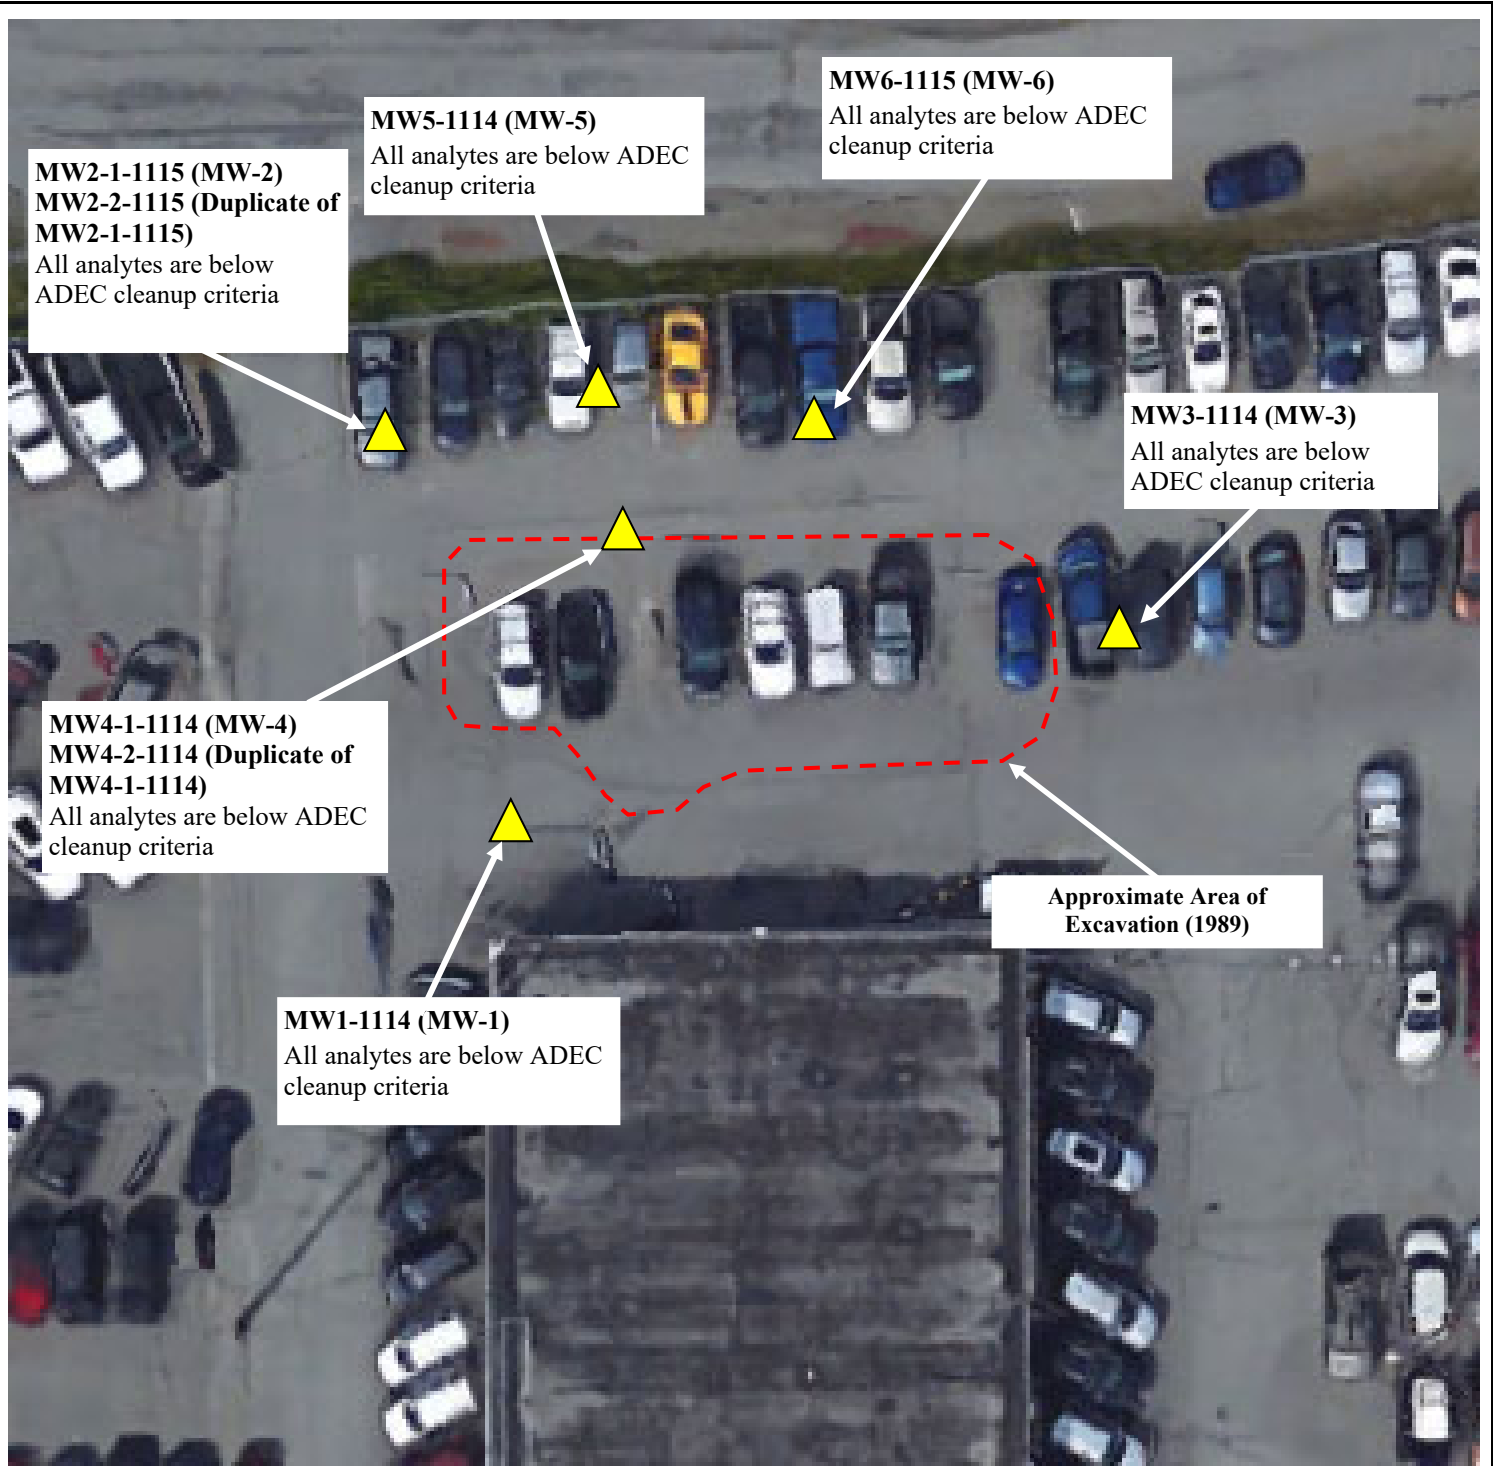 MW6-1115 (MW-6)
All analytes are below ADEC
cleanup criteria
MW5-1114 (MW-5)
All analytes are below ADEC
cleanup criteria
MW2-1-1115 (MW-2)
MW2-2-1115 (Duplicate of
MW2-1-1115)
All analytes are below
ADEC cleanup criteria
MW3-1114 (MW-3)
All analytes are below
ADEC cleanup criteria
MW4-1-1114 (MW-4)
MW4-2-1114 (Duplicate of
MW4-1-1114)
All analytes are below ADEC
cleanup criteria
Approximate Area of
Excavation (1989)
MW1-1114 (MW-1)
All analytes are below ADEC
cleanup criteria